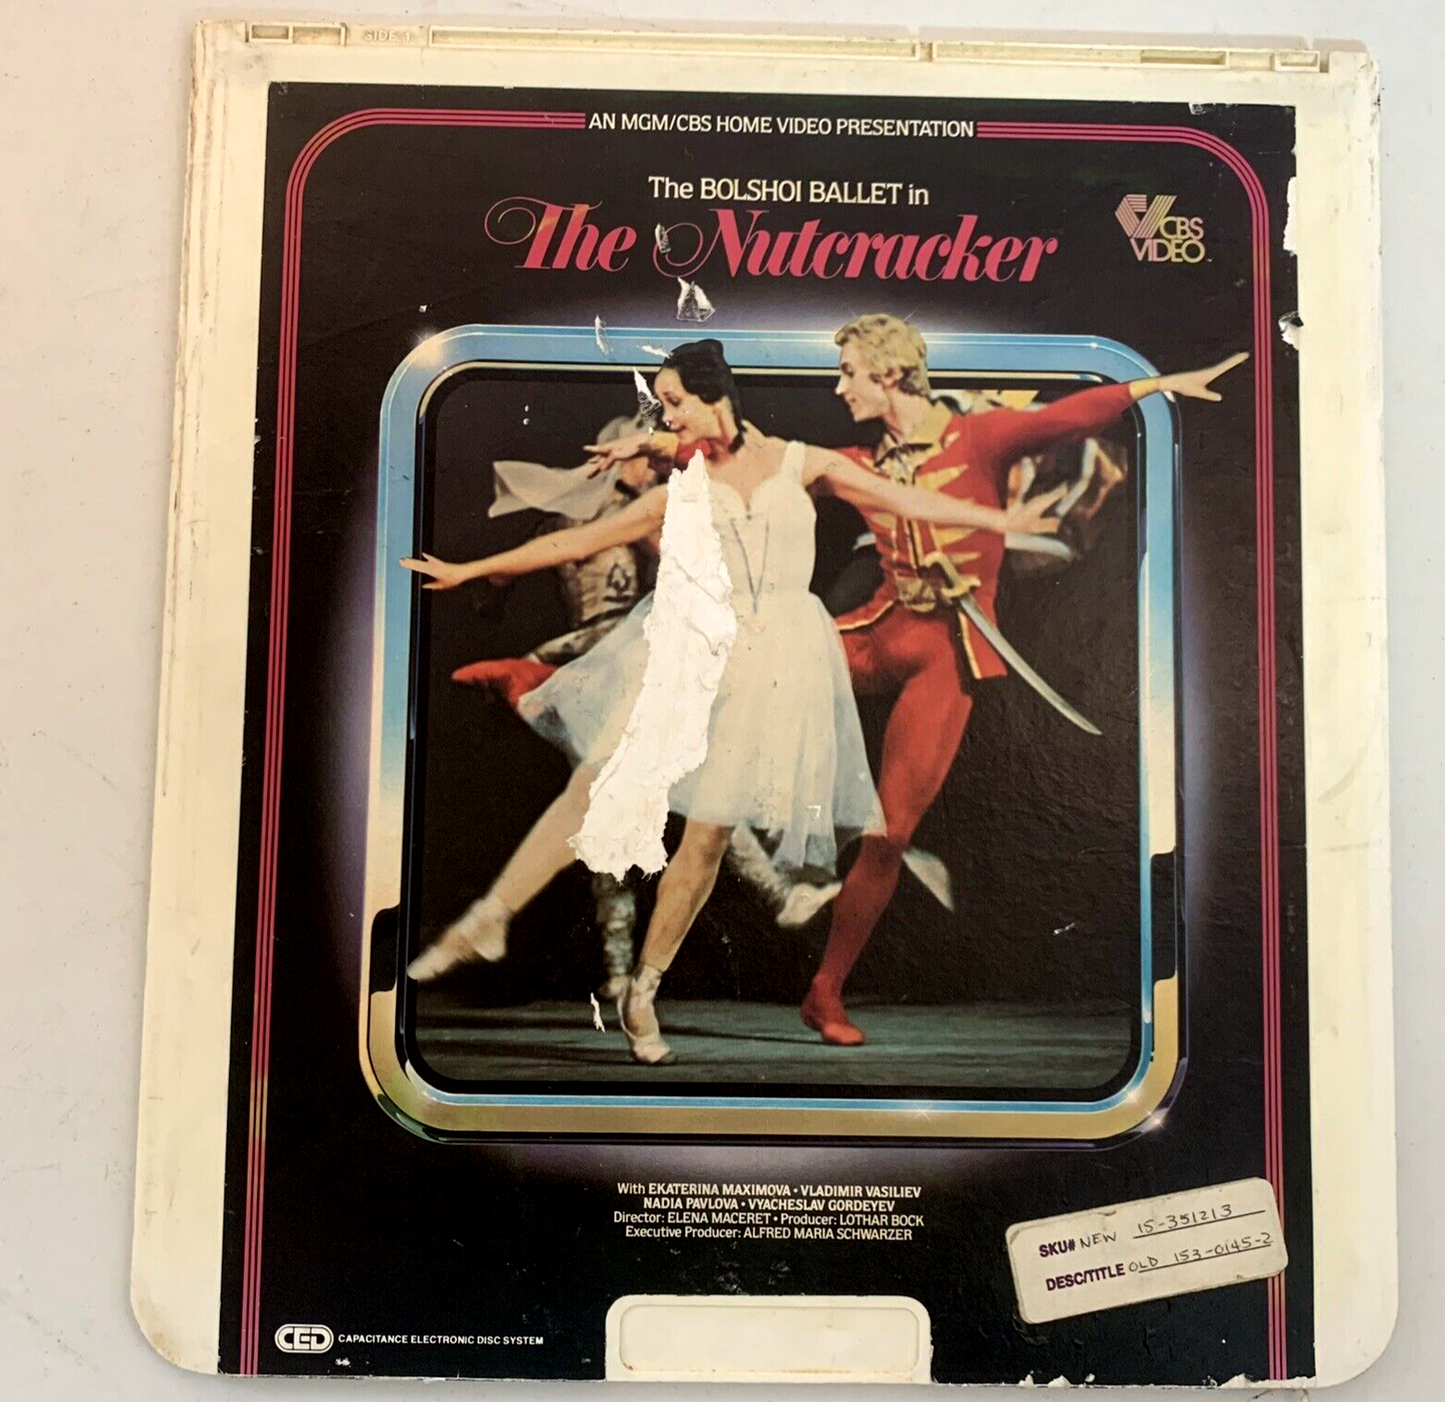 SIDE 1
AN MGM/CBS HOME VIDEO PRESENTATION
The BOLSHOI BALLET in
The Nutcracker
CBS
VIDEO
With EKATERINA MAXIMOVA • VLADIMIR VASILIEV
NADIA PAVLOVA • VYACHESLAV GORDEYEV
Director: ELENA MACERET • Producer: LOTHAR BOCK
Executive Producer: ALFRED MARIA SCHWARZER
SKU# NEW 15-351213
DESC/TITLE OLD 153-0145-2
CED CAPACITANCE ELECTRONIC DISC SYSTEM